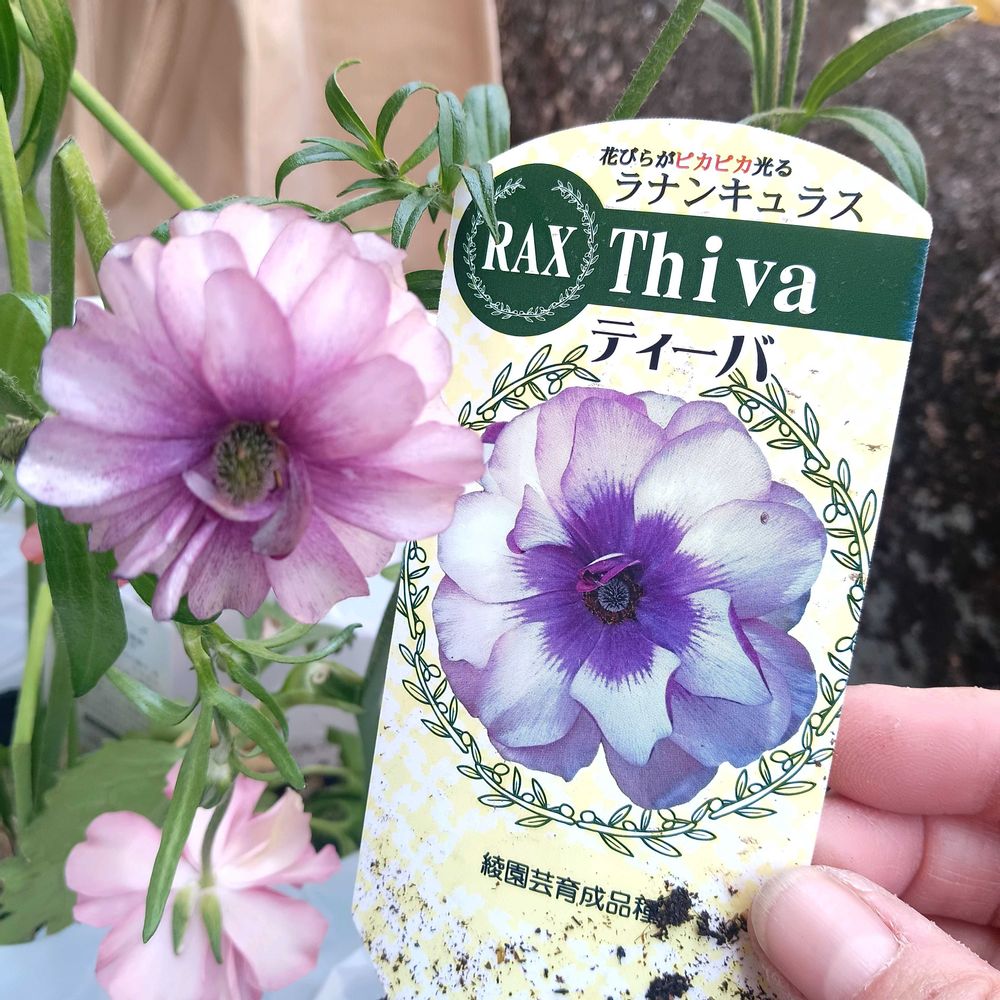 花びらがピカピカ光る
ラナンキュラス
RAX Thiva
ティーバ
綾園芸育成品種